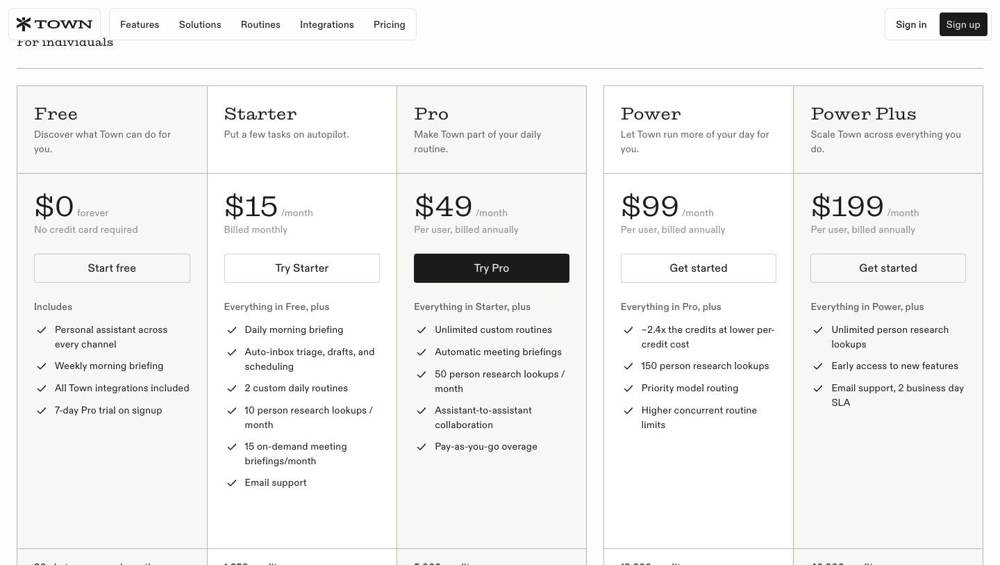 TOWN
Features
Solutions
Routines
Integrations
Pricing
Sign in
Sign up
For individuals
Free
Discover what Town can do for
you.
$0 forever
No credit card required
Start free
Includes
Personal assistant across
every channel
Weekly morning briefing
All Town integrations included
7-day Pro trial on signup
Starter
Put a few tasks on autopilot.
$15 /month
Billed monthly
Try Starter
Everything in Free, plus
Daily morning briefing
Auto-inbox triage, drafts, and
scheduling
2 custom daily routines
10 person research lookups /
month
15 on-demand meeting
briefings/month
Email support
Pro
Make Town part of your daily
routine.
$49 /month
Per user, billed annually
Try Pro
Everything in Starter, plus
Unlimited custom routines
Automatic meeting briefings
50 person research lookups /
month
Assistant-to-assistant
collaboration
Pay-as-you-go overage
Power
Let Town run more of your day for
you.
$99 /month
Per user, billed annually
Get started
Everything in Pro, plus
~2.4x the credits at lower per-
credit cost
150 person research lookups
Priority model routing
Higher concurrent routine
limits
Power Plus
Scale Town across everything you
do.
$199 /month
Per user, billed annually
Get started
Everything in Power, plus
Unlimited person research
lookups
Early access to new features
Email support, 2 business day
SLA